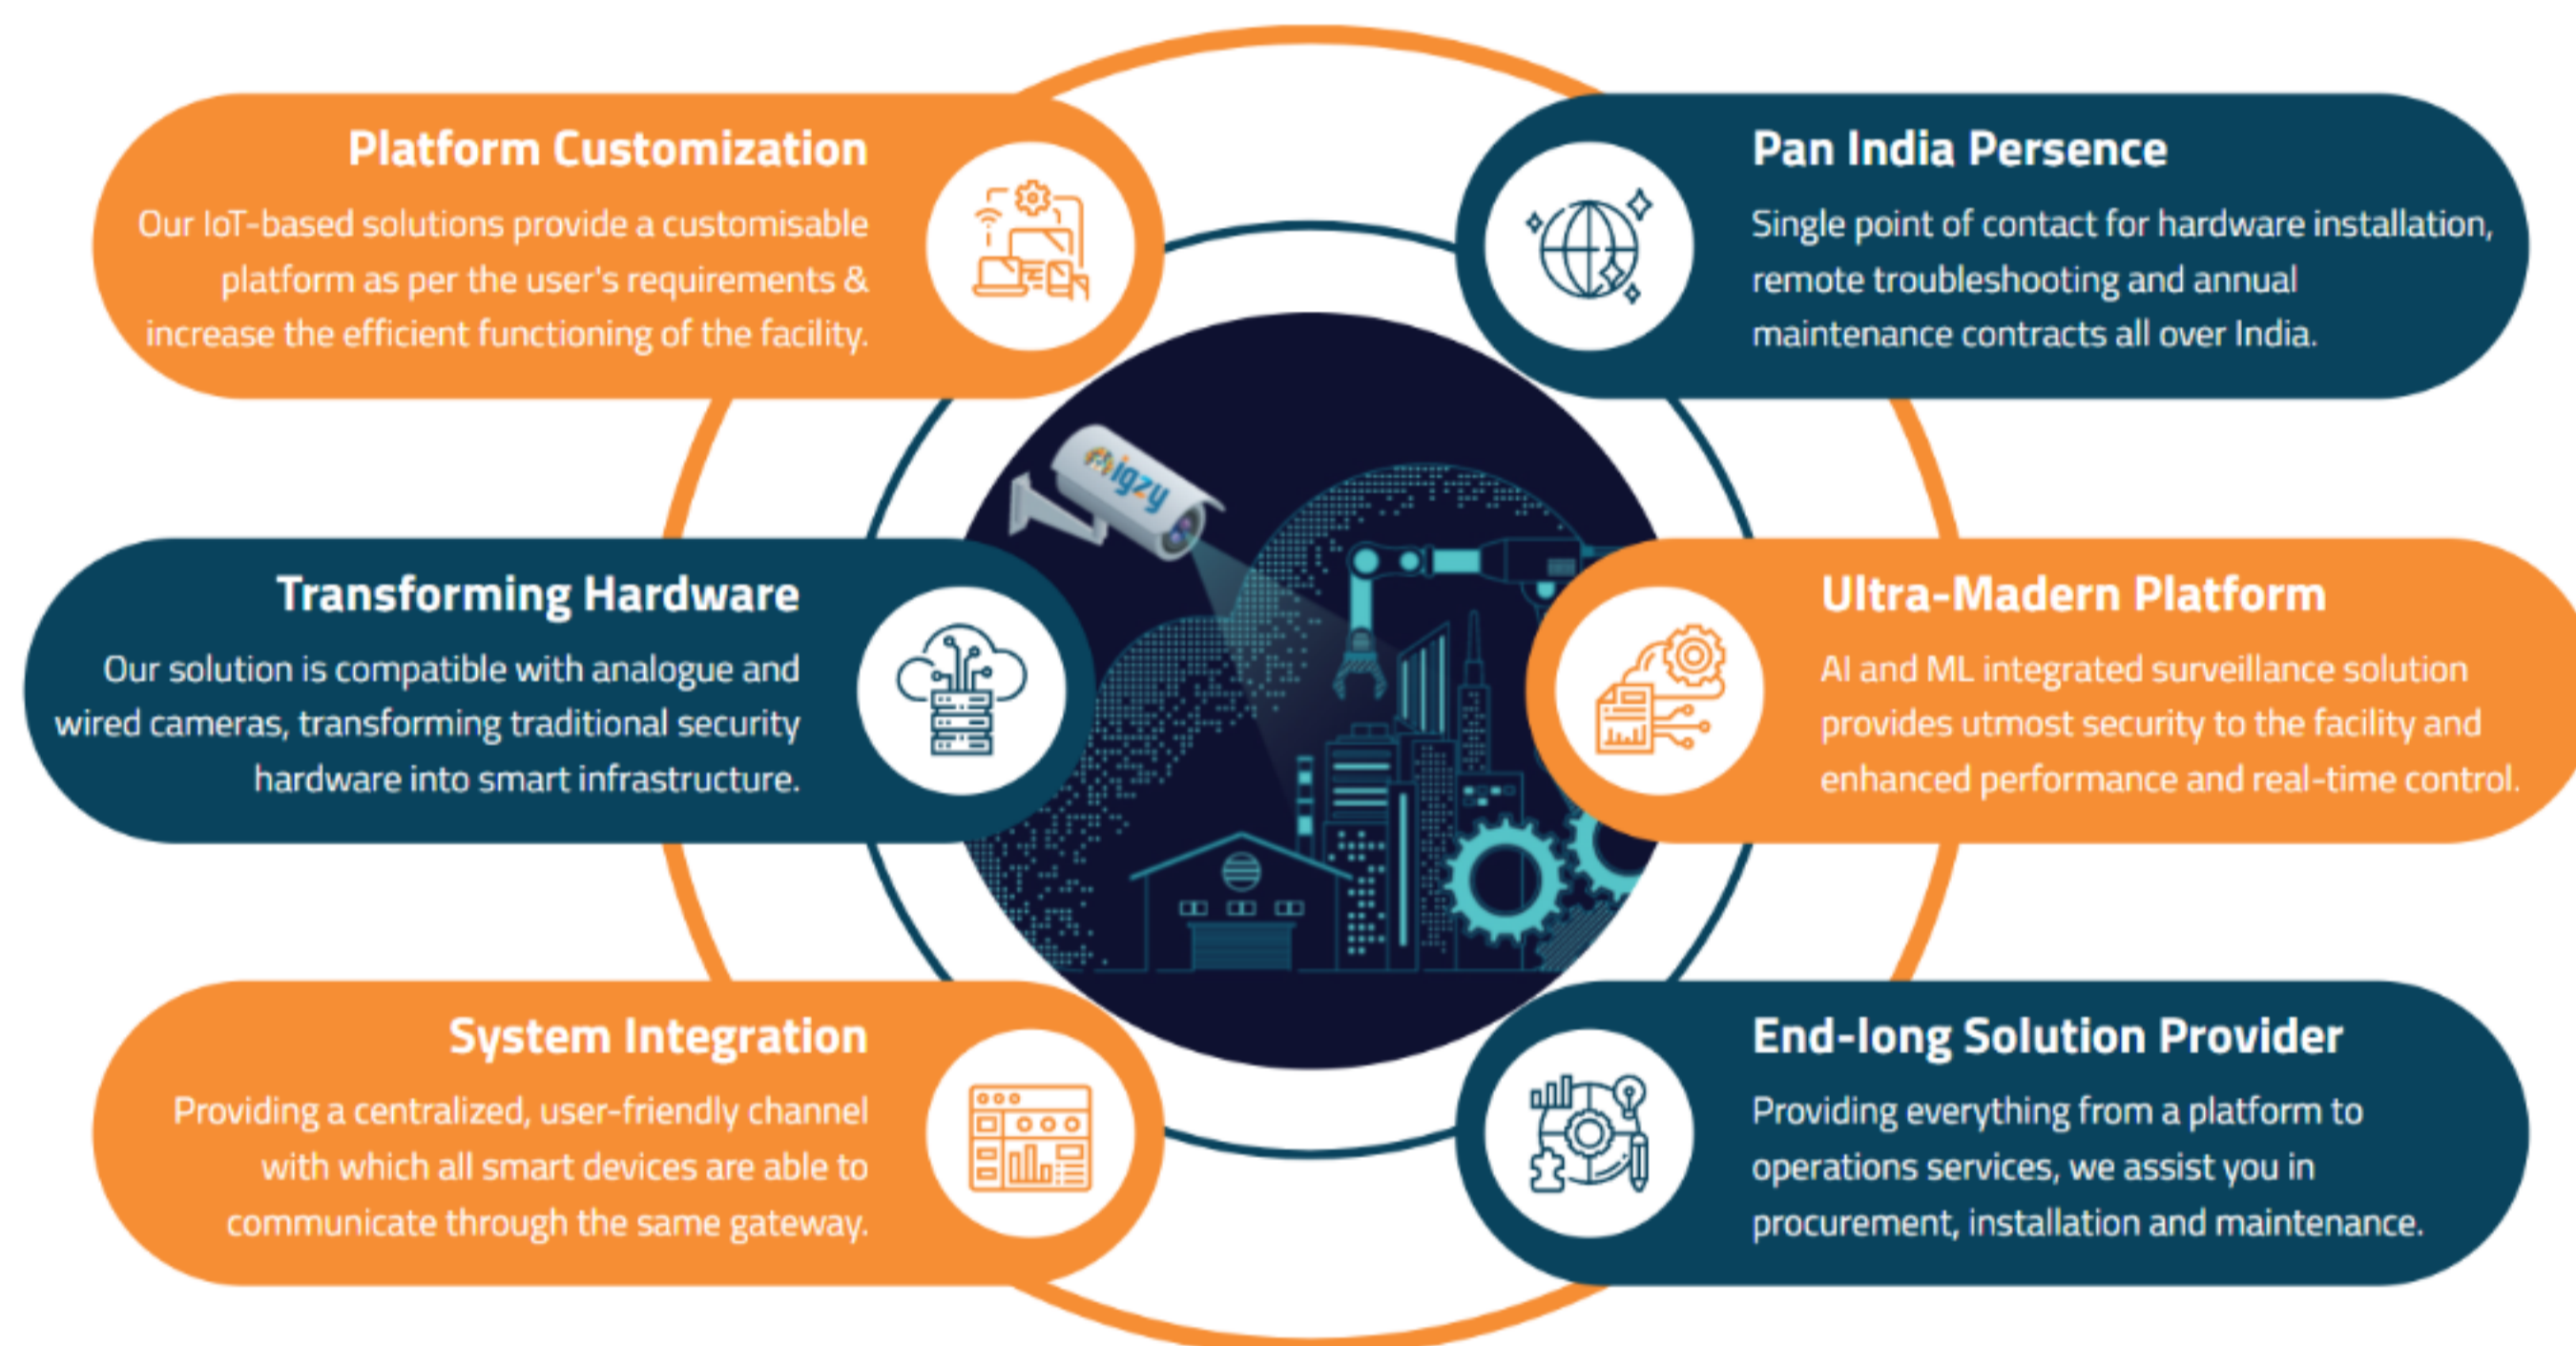 Platform Customization
Our IoT-based solutions provide a customisable
platform as per the user's requirements &
increase the efficient functioning of the facility.
Pan India Persence
Single point of contact for hardware installation,
remote troubleshooting and annual
maintenance contracts all over India.
igzy
Transforming Hardware
Our solution is compatible with analogue and
wired cameras, transforming traditional security
hardware into smart infrastructure.
Ultra-Madern Platform
AI and ML integrated surveillance solution
provides utmost security to the facility and
enhanced performance and real-time control.
System Integration
Providing a centralized, user-friendly channel
with which all smart devices are able to
communicate through the same gateway.
End-long Solution Provider
Providing everything from a platform to
operations services, we assist you in
procurement, installation and maintenance.